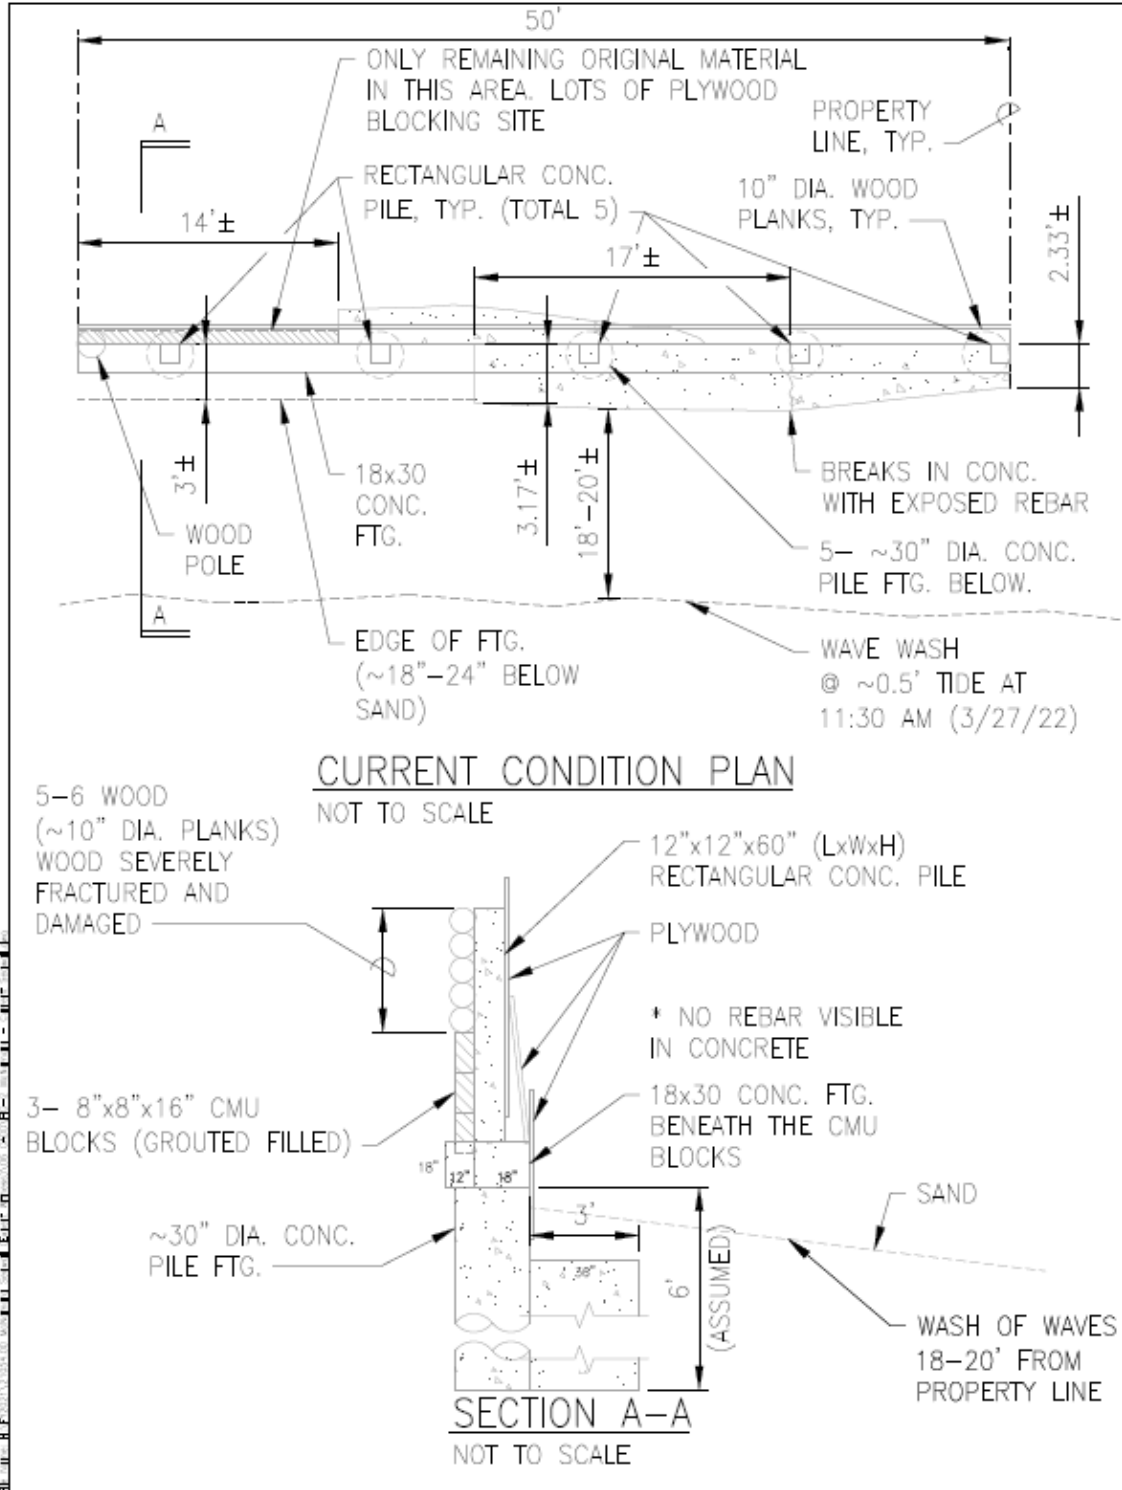 50'
ONLY REMAINING ORIGINAL MATERIAL
IN THIS AREA. LOTS OF PLYWOOD
BLOCKING SITE
PROPERTY
LINE, TYP.
A
RECTANGULAR CONC.
PILE, TYP. (TOTAL 5)
10" DIA. WOOD
PLANKS, TYP.
14'±
17'±
2.33'±
3'±
3.17'±
18'-20'±
18x30
CONC.
FTG.
WOOD
POLE
BREAKS IN CONC.
WITH EXPOSED REBAR
5- ~30" DIA. CONC.
PILE FTG. BELOW.
A
EDGE OF FTG.
(~18"-24" BELOW
SAND)
WAVE WASH
@ ~0.5' TIDE AT
11:30 AM (3/27/22)
CURRENT CONDITION PLAN
NOT TO SCALE
5-6 WOOD
(~10" DIA. PLANKS)
WOOD SEVERELY
FRACTURED AND
DAMAGED
12"x12"x60" (LxWxH)
RECTANGULAR CONC. PILE
PLYWOOD
* NO REBAR VISIBLE
IN CONCRETE
3- 8"x8"x16" CMU
BLOCKS (GROUTED FILLED)
18x30 CONC. FTG.
BENEATH THE CMU
BLOCKS
18"
12"
18"
~30" DIA. CONC.
PILE FTG.
3'
36"
6'
(ASSUMED)
SAND
WASH OF WAVES
18-20' FROM
PROPERTY LINE
SECTION A-A
NOT TO SCALE